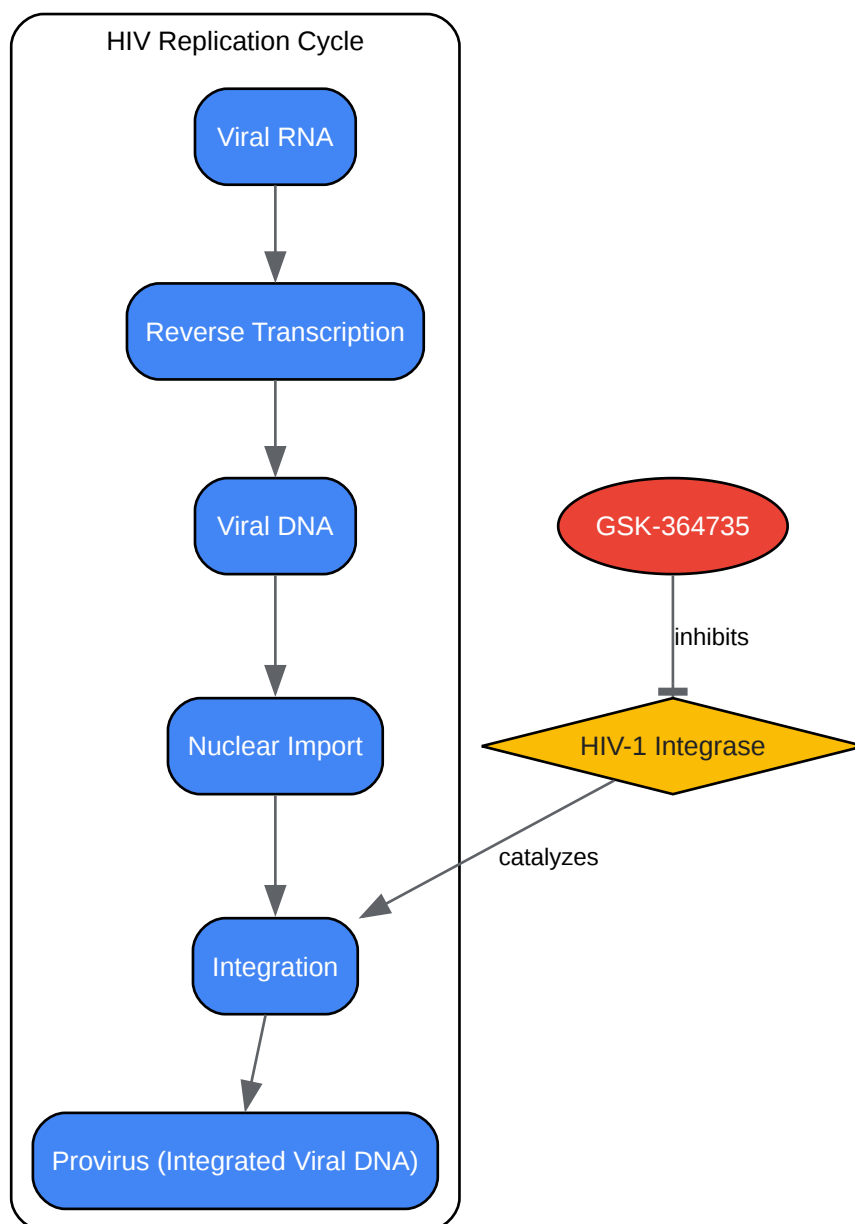 HIV Replication Cycle
Viral RNA
Reverse Transcription
Viral DNA
GSK-364735
inhibits
Nuclear Import
HIV-1 Integrase
catalyzes
Integration
Provirus (Integrated Viral DNA)